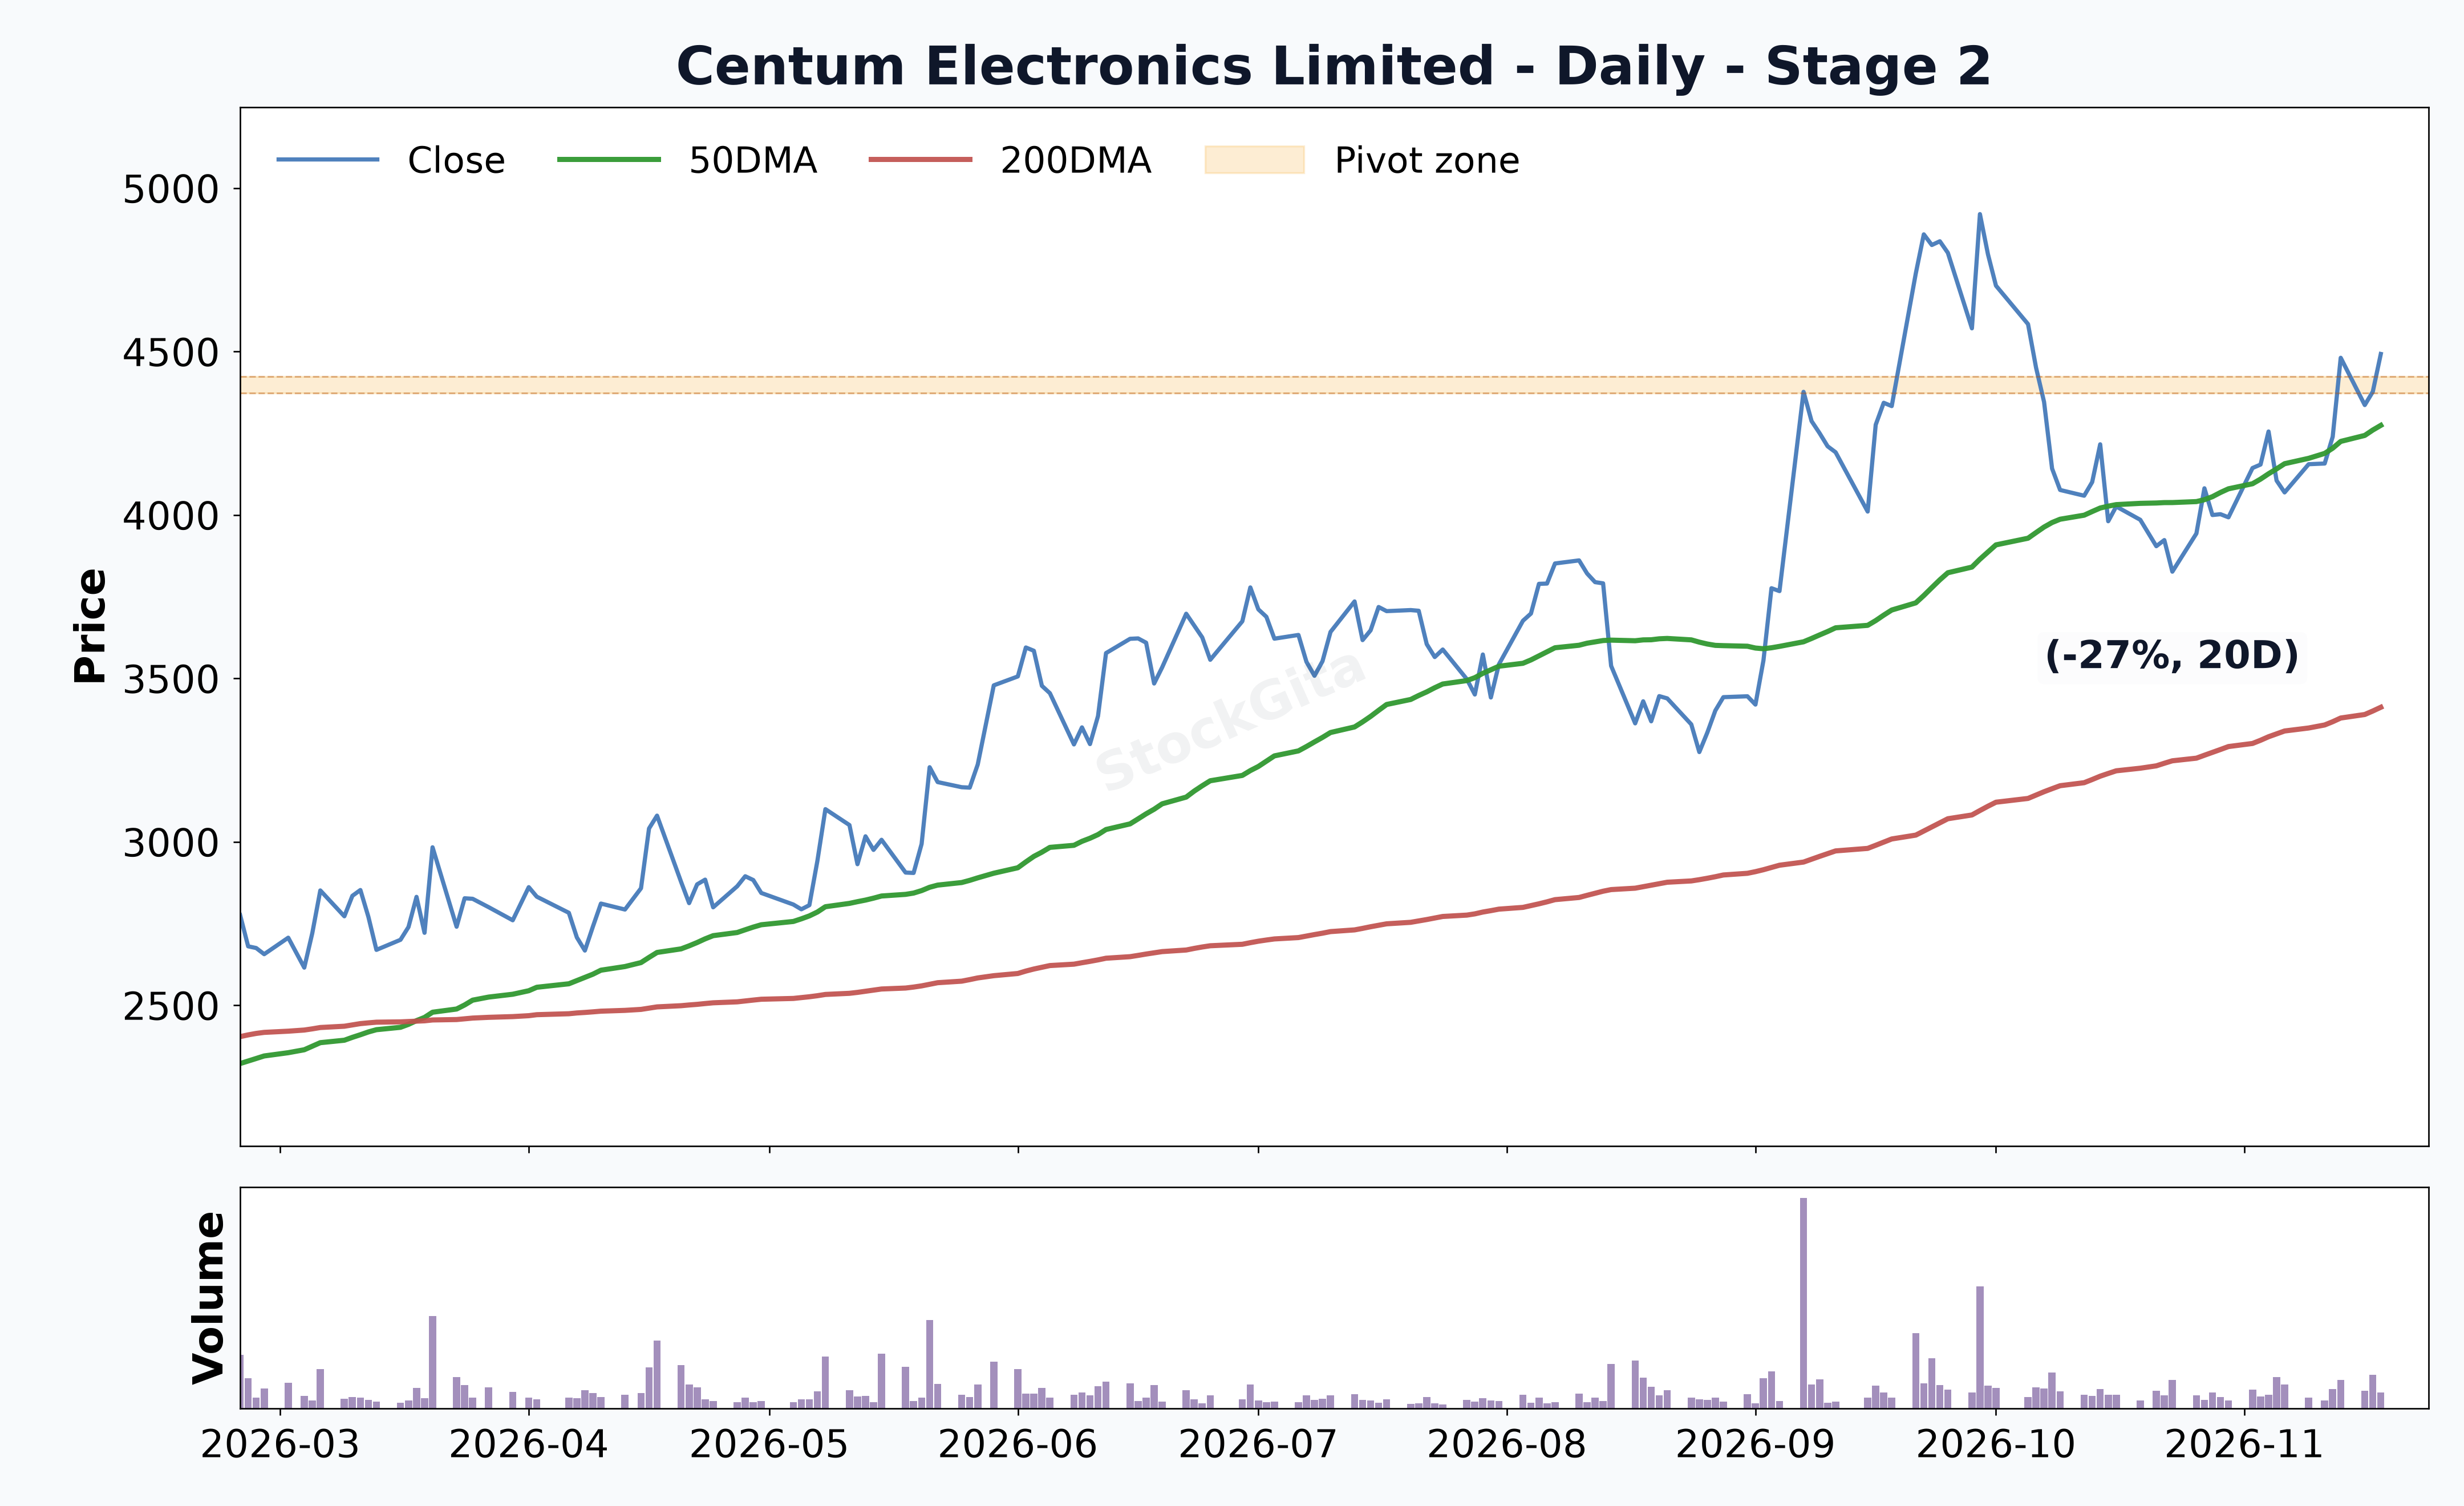 Centum Electronics Limited - Daily - Stage 2
Close 50DMA 200DMA Pivot zone
5000
4500
4000
3500
3000
2500
Price
(-27%, 20D)
StockGita
Volume
2026-03 2026-04 2026-05 2026-06 2026-07 2026-08 2026-09 2026-10 2026-11